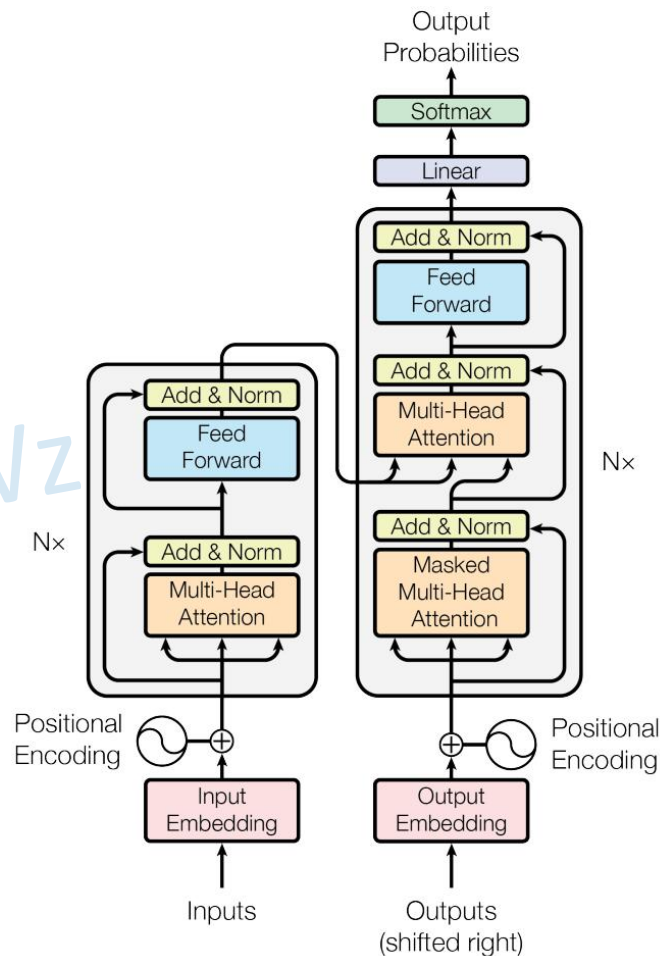 Output
Probabilities
Softmax
Linear
Add & Norm
Feed
Forward
Add & Norm
Multi-Head
Attention
Add & Norm
Masked
Multi-Head
Attention
Nx
Add & Norm
Feed
Forward
Add & Norm
Multi-Head
Attention
Nx
Positional
Encoding
Positional
Encoding
Input
Embedding
Output
Embedding
Inputs
Outputs
(shifted right)